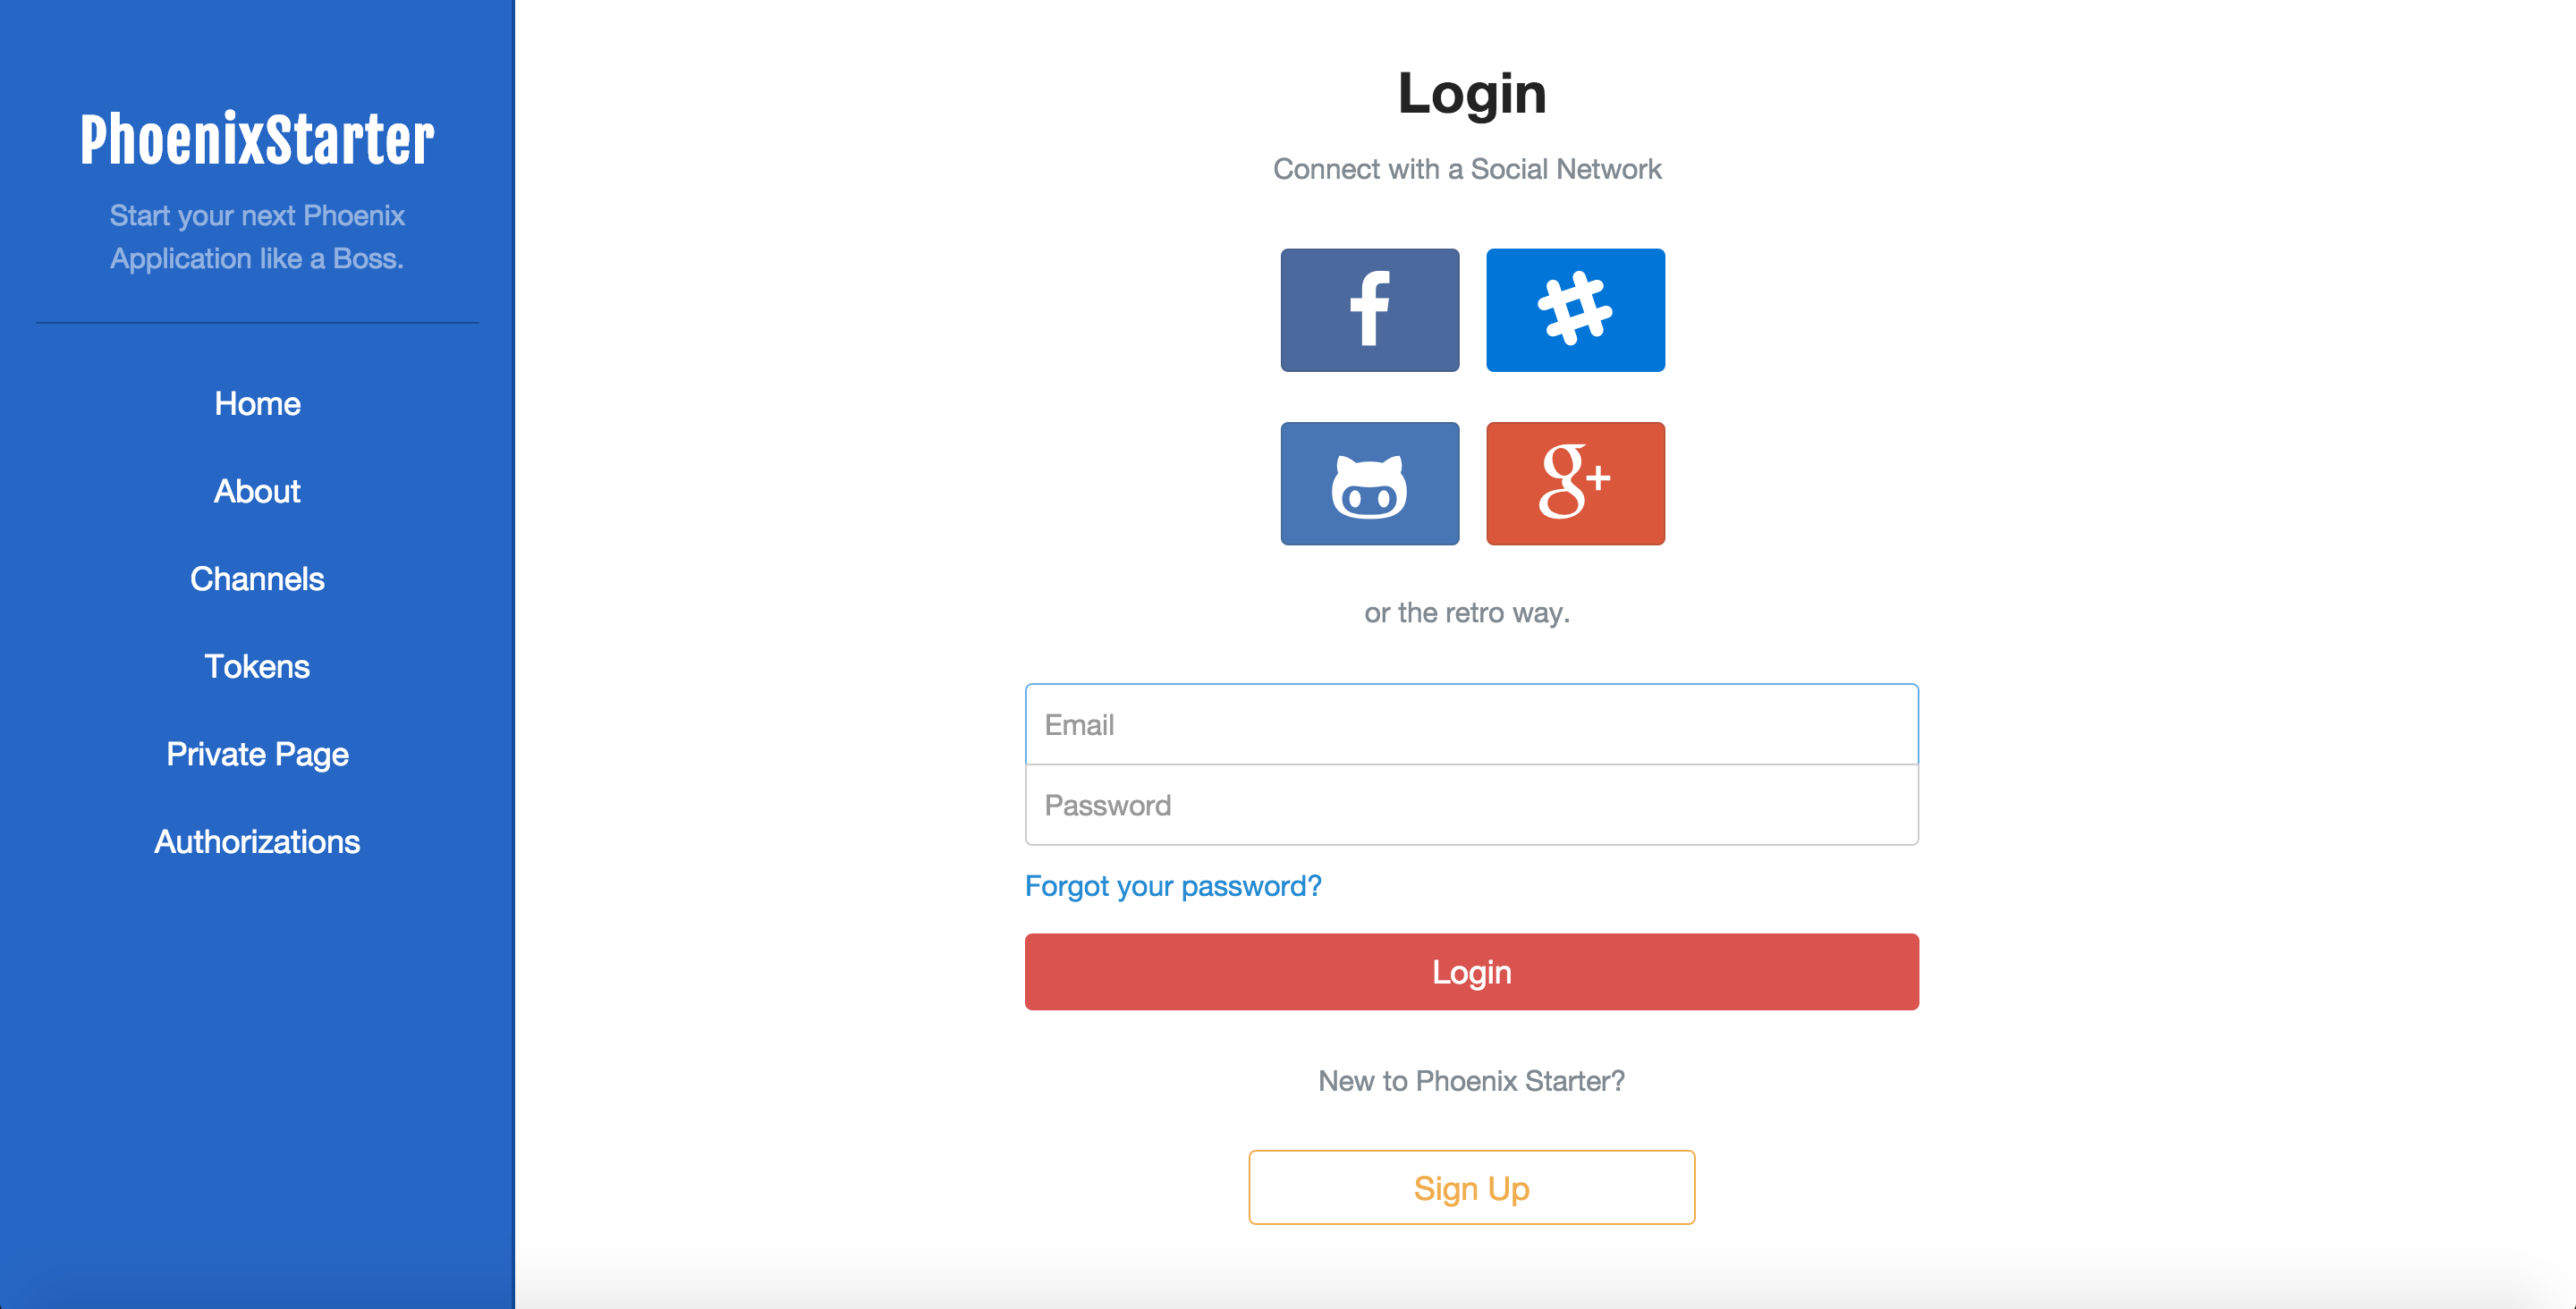 PhoenixStarter
Start your next Phoenix
Application like a Boss.
Home
About
Channels
Tokens
Private Page
Authorizations
Login
Connect with a Social Network
f
g+
or the retro way.
Email
Password
Forgot your password?
Login
New to Phoenix Starter?
Sign Up